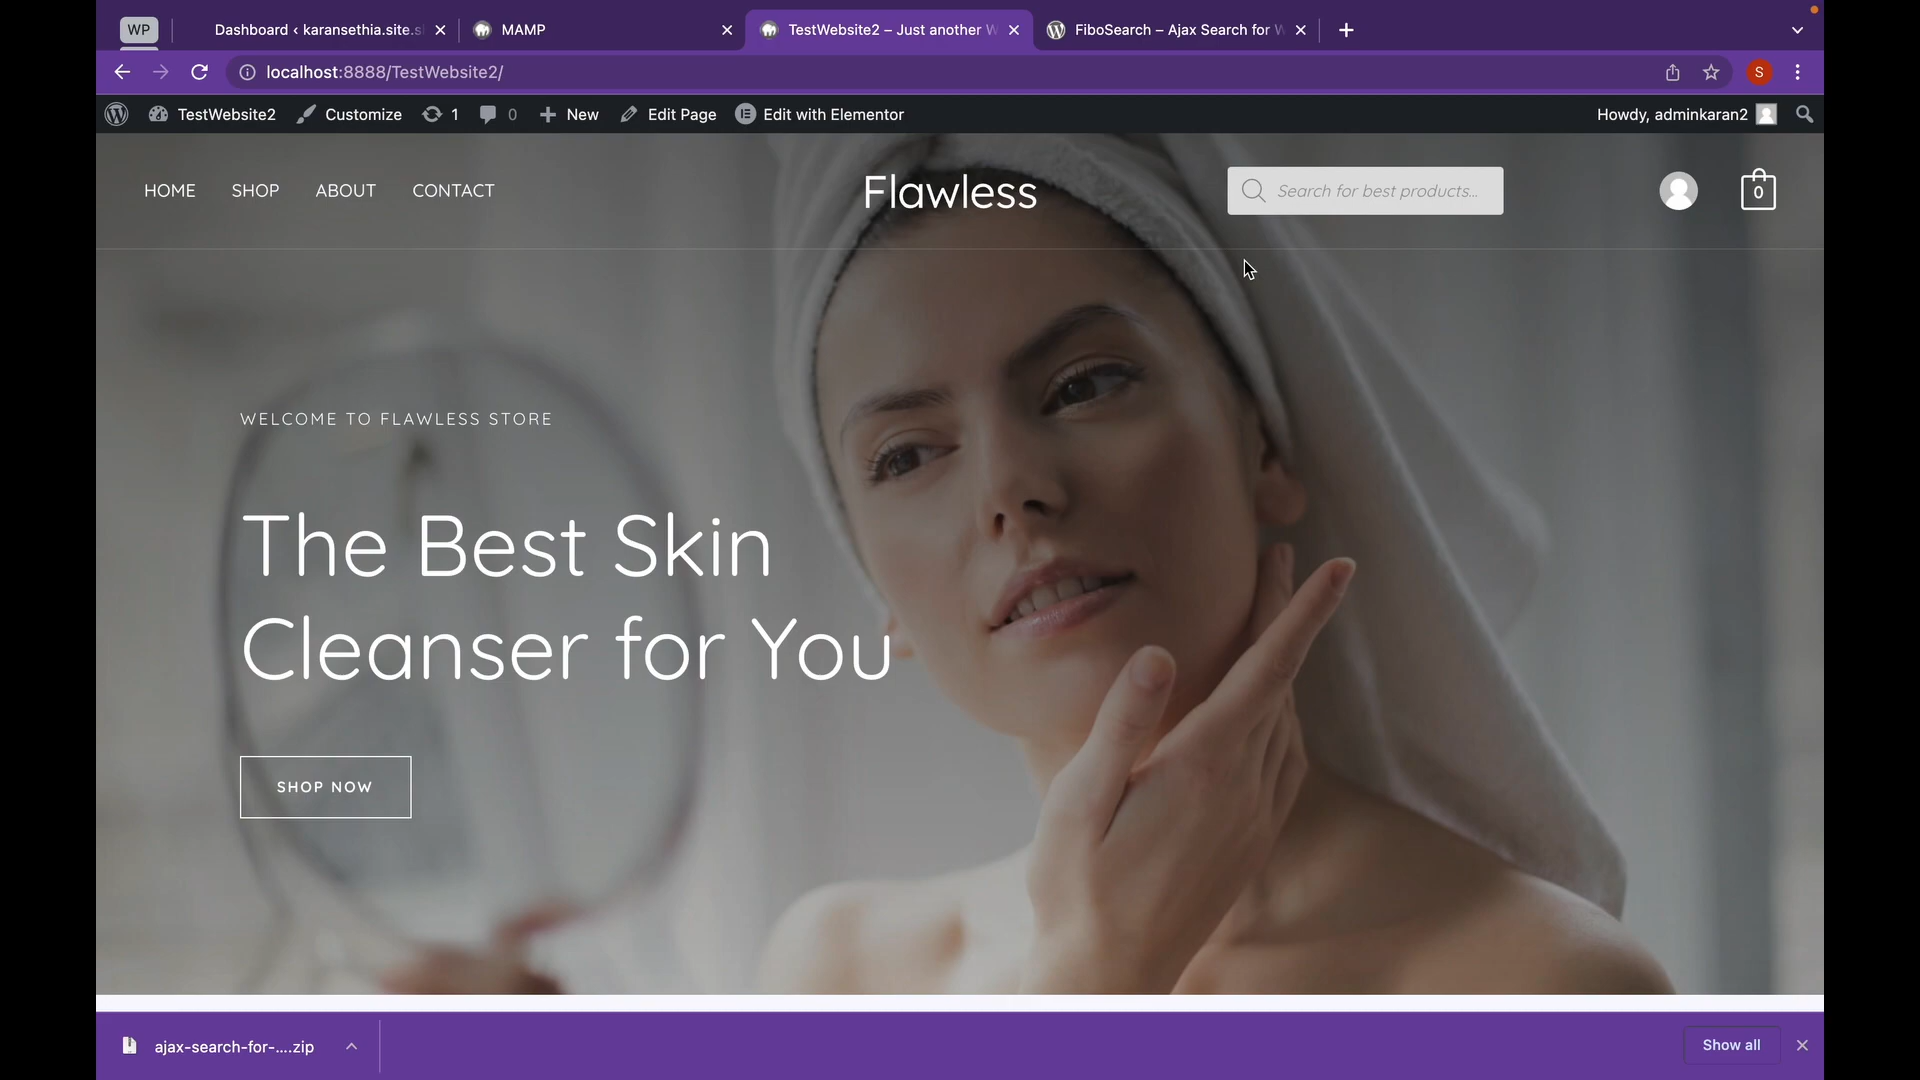 WP
Dashboard ‹ karansethia.site.s
MAMP
TestWebsite2 – Just another W
FiboSearch – Ajax Search for W
localhost:8888/TestWebsite2/
S
TestWebsite2
Customize
1
0
New
Edit Page
Edit with Elementor
Howdy, adminkaran2
HOME
SHOP
ABOUT
CONTACT
Flawless
Search for best products...
0
WELCOME TO FLAWLESS STORE
The Best Skin
Cleanser for You
SHOP NOW
ajax-search-for-....zip
Show all